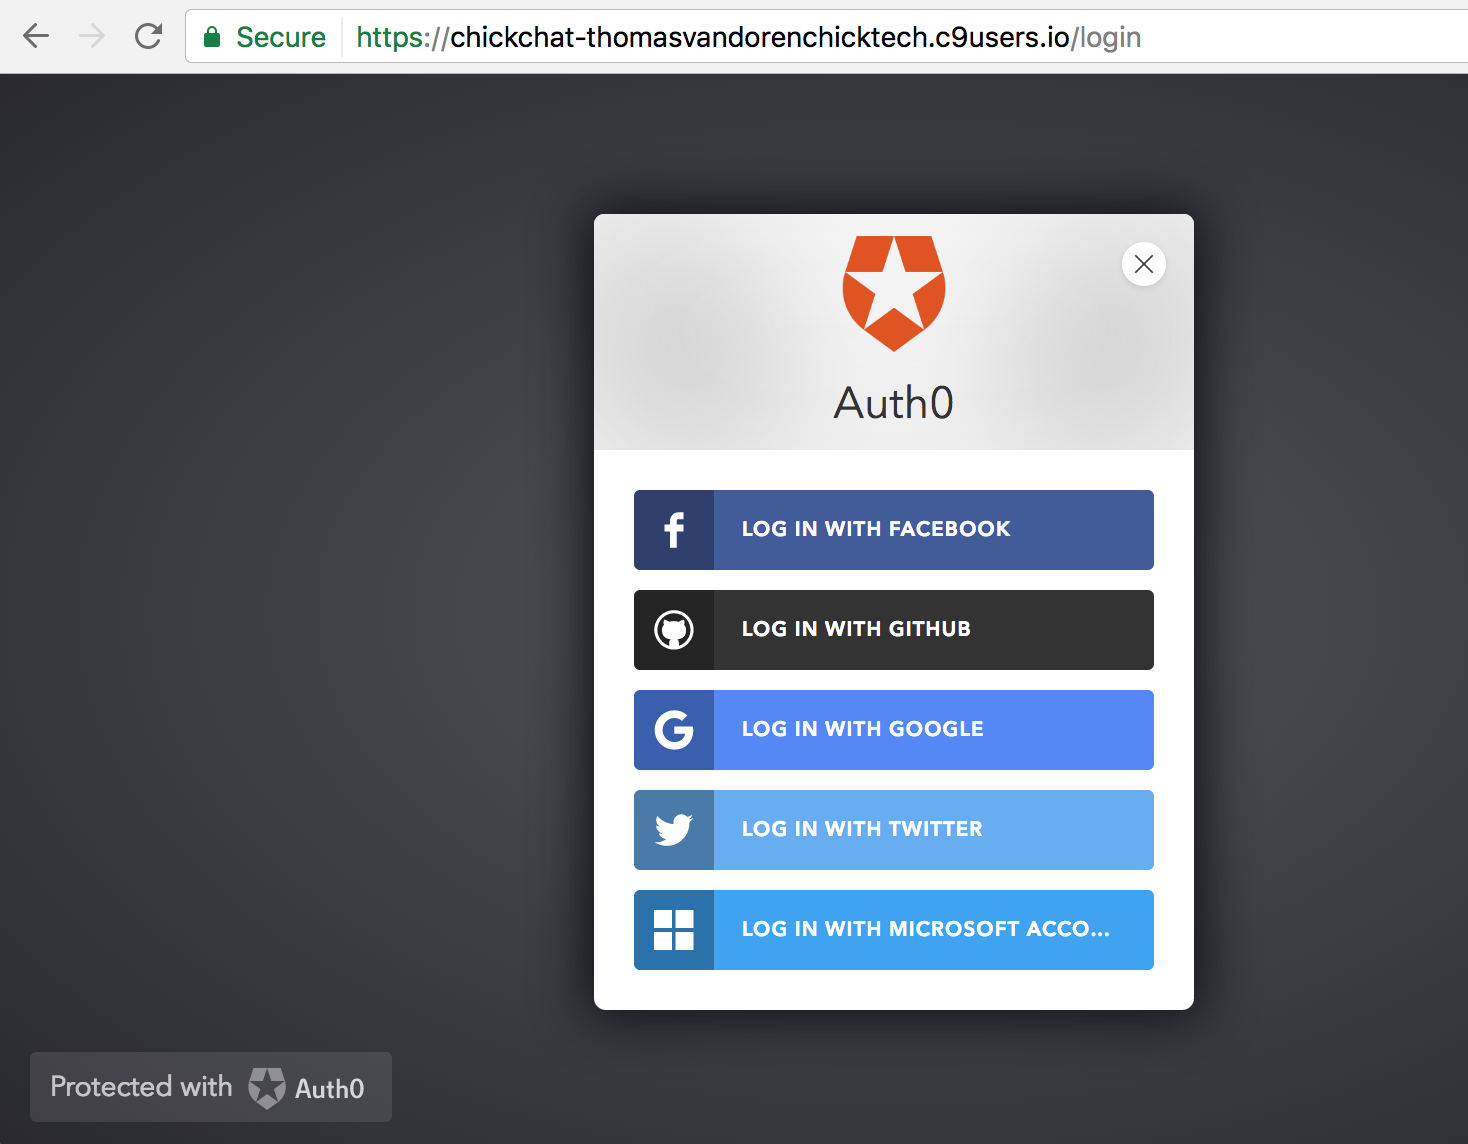 Secure https://chickchat-thomasvandorenchicktech.c9users.io/login
Auth0
LOG IN WITH FACEBOOK
LOG IN WITH GITHUB
LOG IN WITH GOOGLE
LOG IN WITH TWITTER
LOG IN WITH MICROSOFT ACCO...
Protected with Auth0